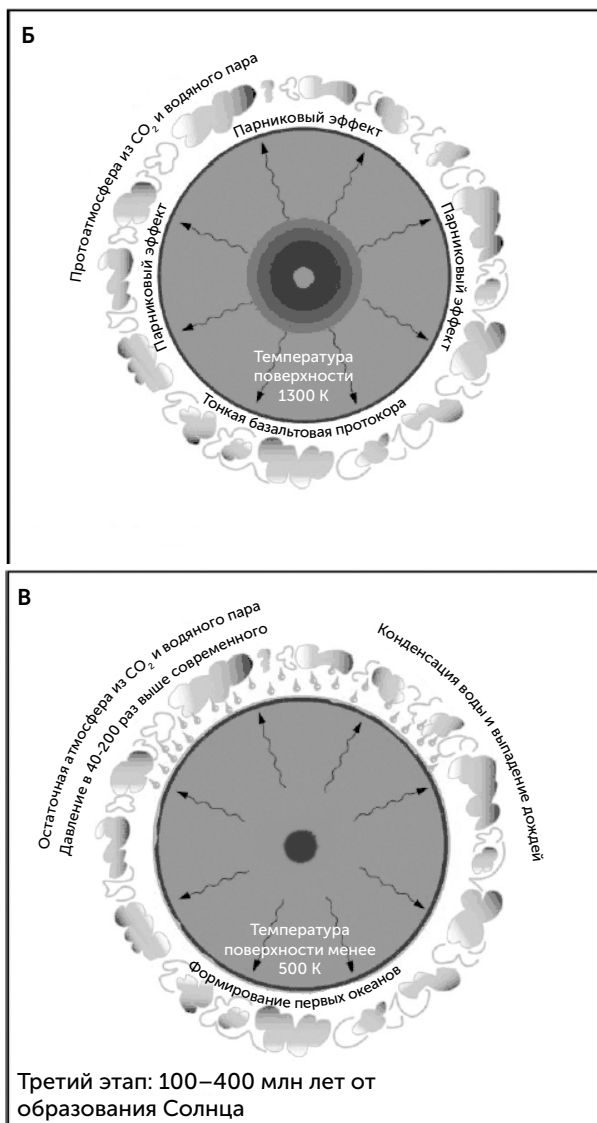 Б
Протоатмосфера из CO₂ и водяного пара
Парниковый эффект
Парниковый эффект
Парниковый эффект
Температура
поверхности
1300 К
Тонкая базальтовая протокора
В
Остаточная атмосфера из CO₂ и водяного пара
Давление в 40-200 раз выше современного
Конденсация воды и выпадение дождей
Температура
поверхности менее
500 К
Формирование первых океанов
Третий этап: 100–400 млн лет от
образования Солнца